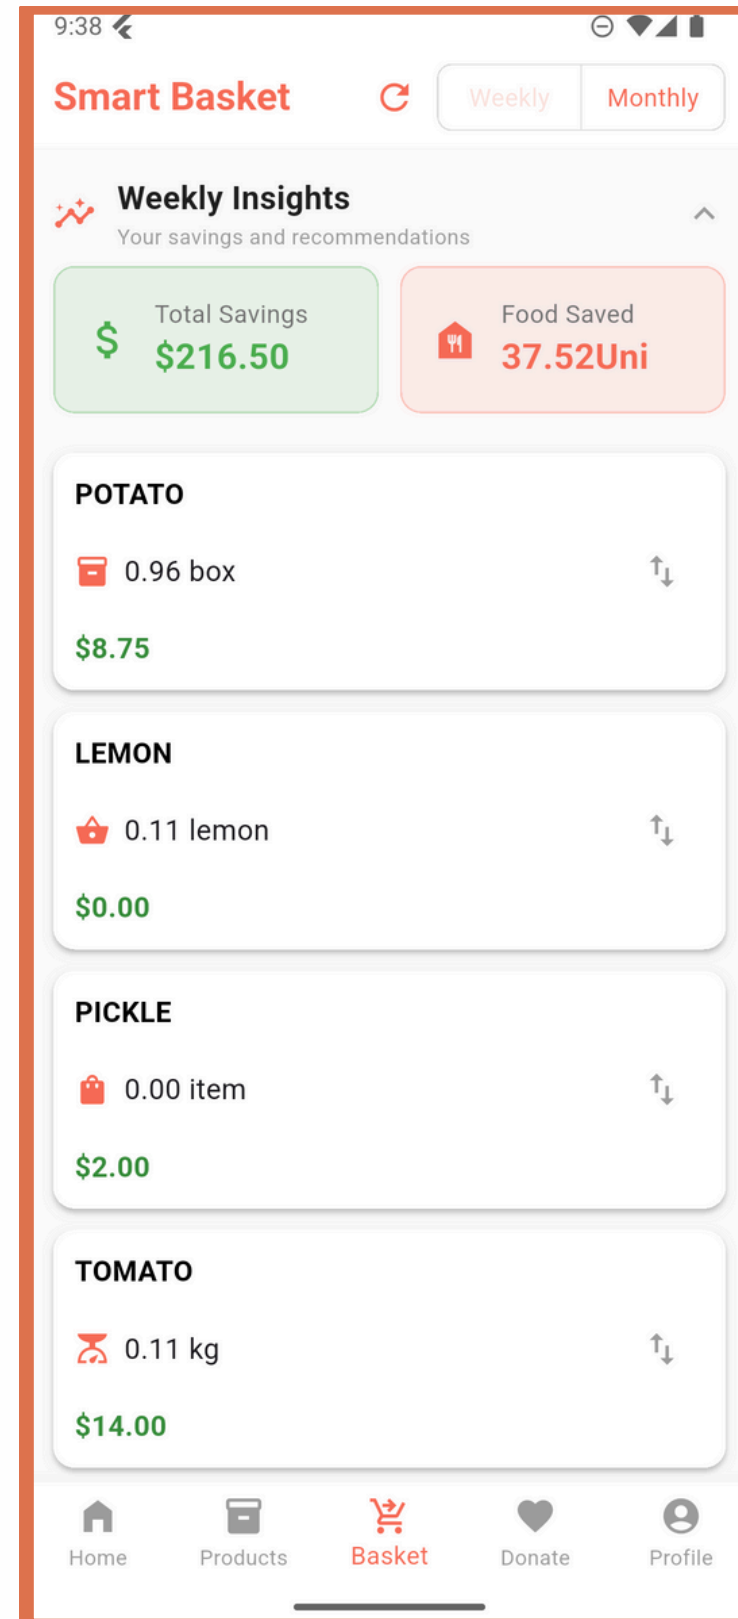 9:38
Smart Basket
Weekly
Monthly
Weekly Insights
Your savings and recommendations
Total Savings
$216.50
Food Saved
37.52Uni
POTATO
0.96 box
$8.75
LEMON
0.11 lemon
$0.00
PICKLE
0.00 item
$2.00
TOMATO
0.11 kg
$14.00
Home
Products
Basket
Donate
Profile